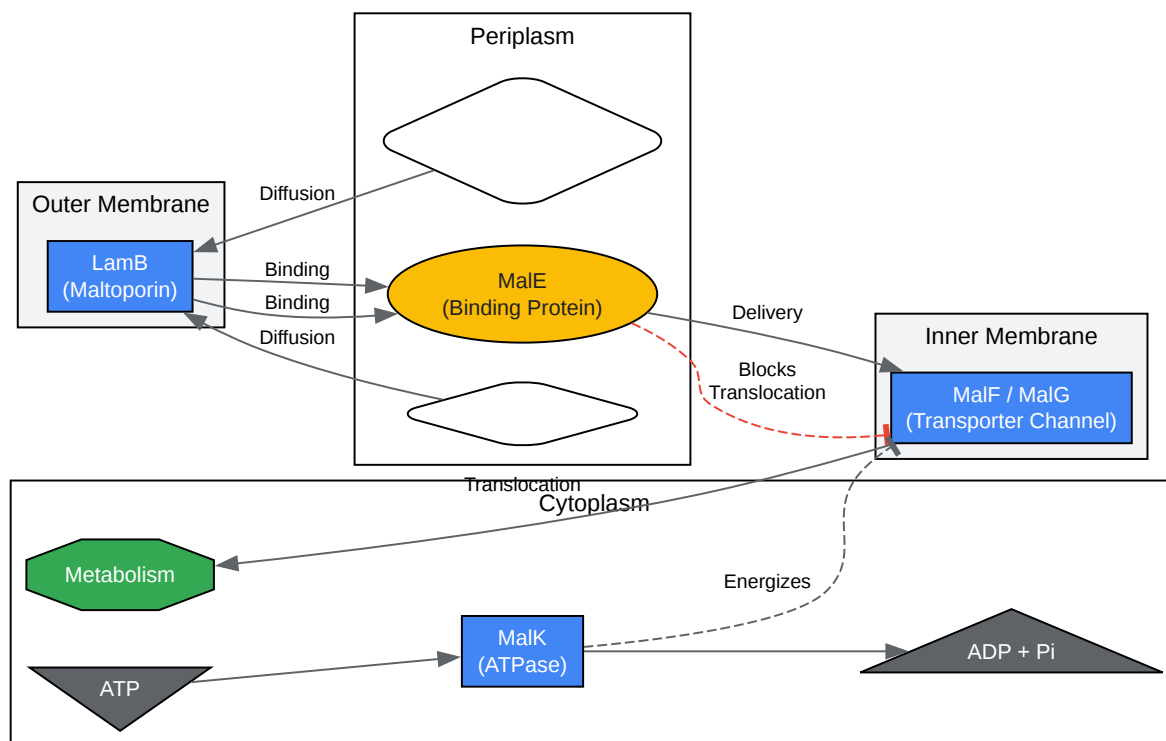 Periplasm
Outer Membrane
LamB
(Maltoporin)
Diffusion
Binding
Binding
Diffusion
MalE
(Binding Protein)
Delivery
Blocks
Translocation
Inner Membrane
MalF / MalG
(Transporter Channel)
Translocation
Cytoplasm
Metabolism
Energizes
MalK
(ATPase)
ATP
ADP + Pi